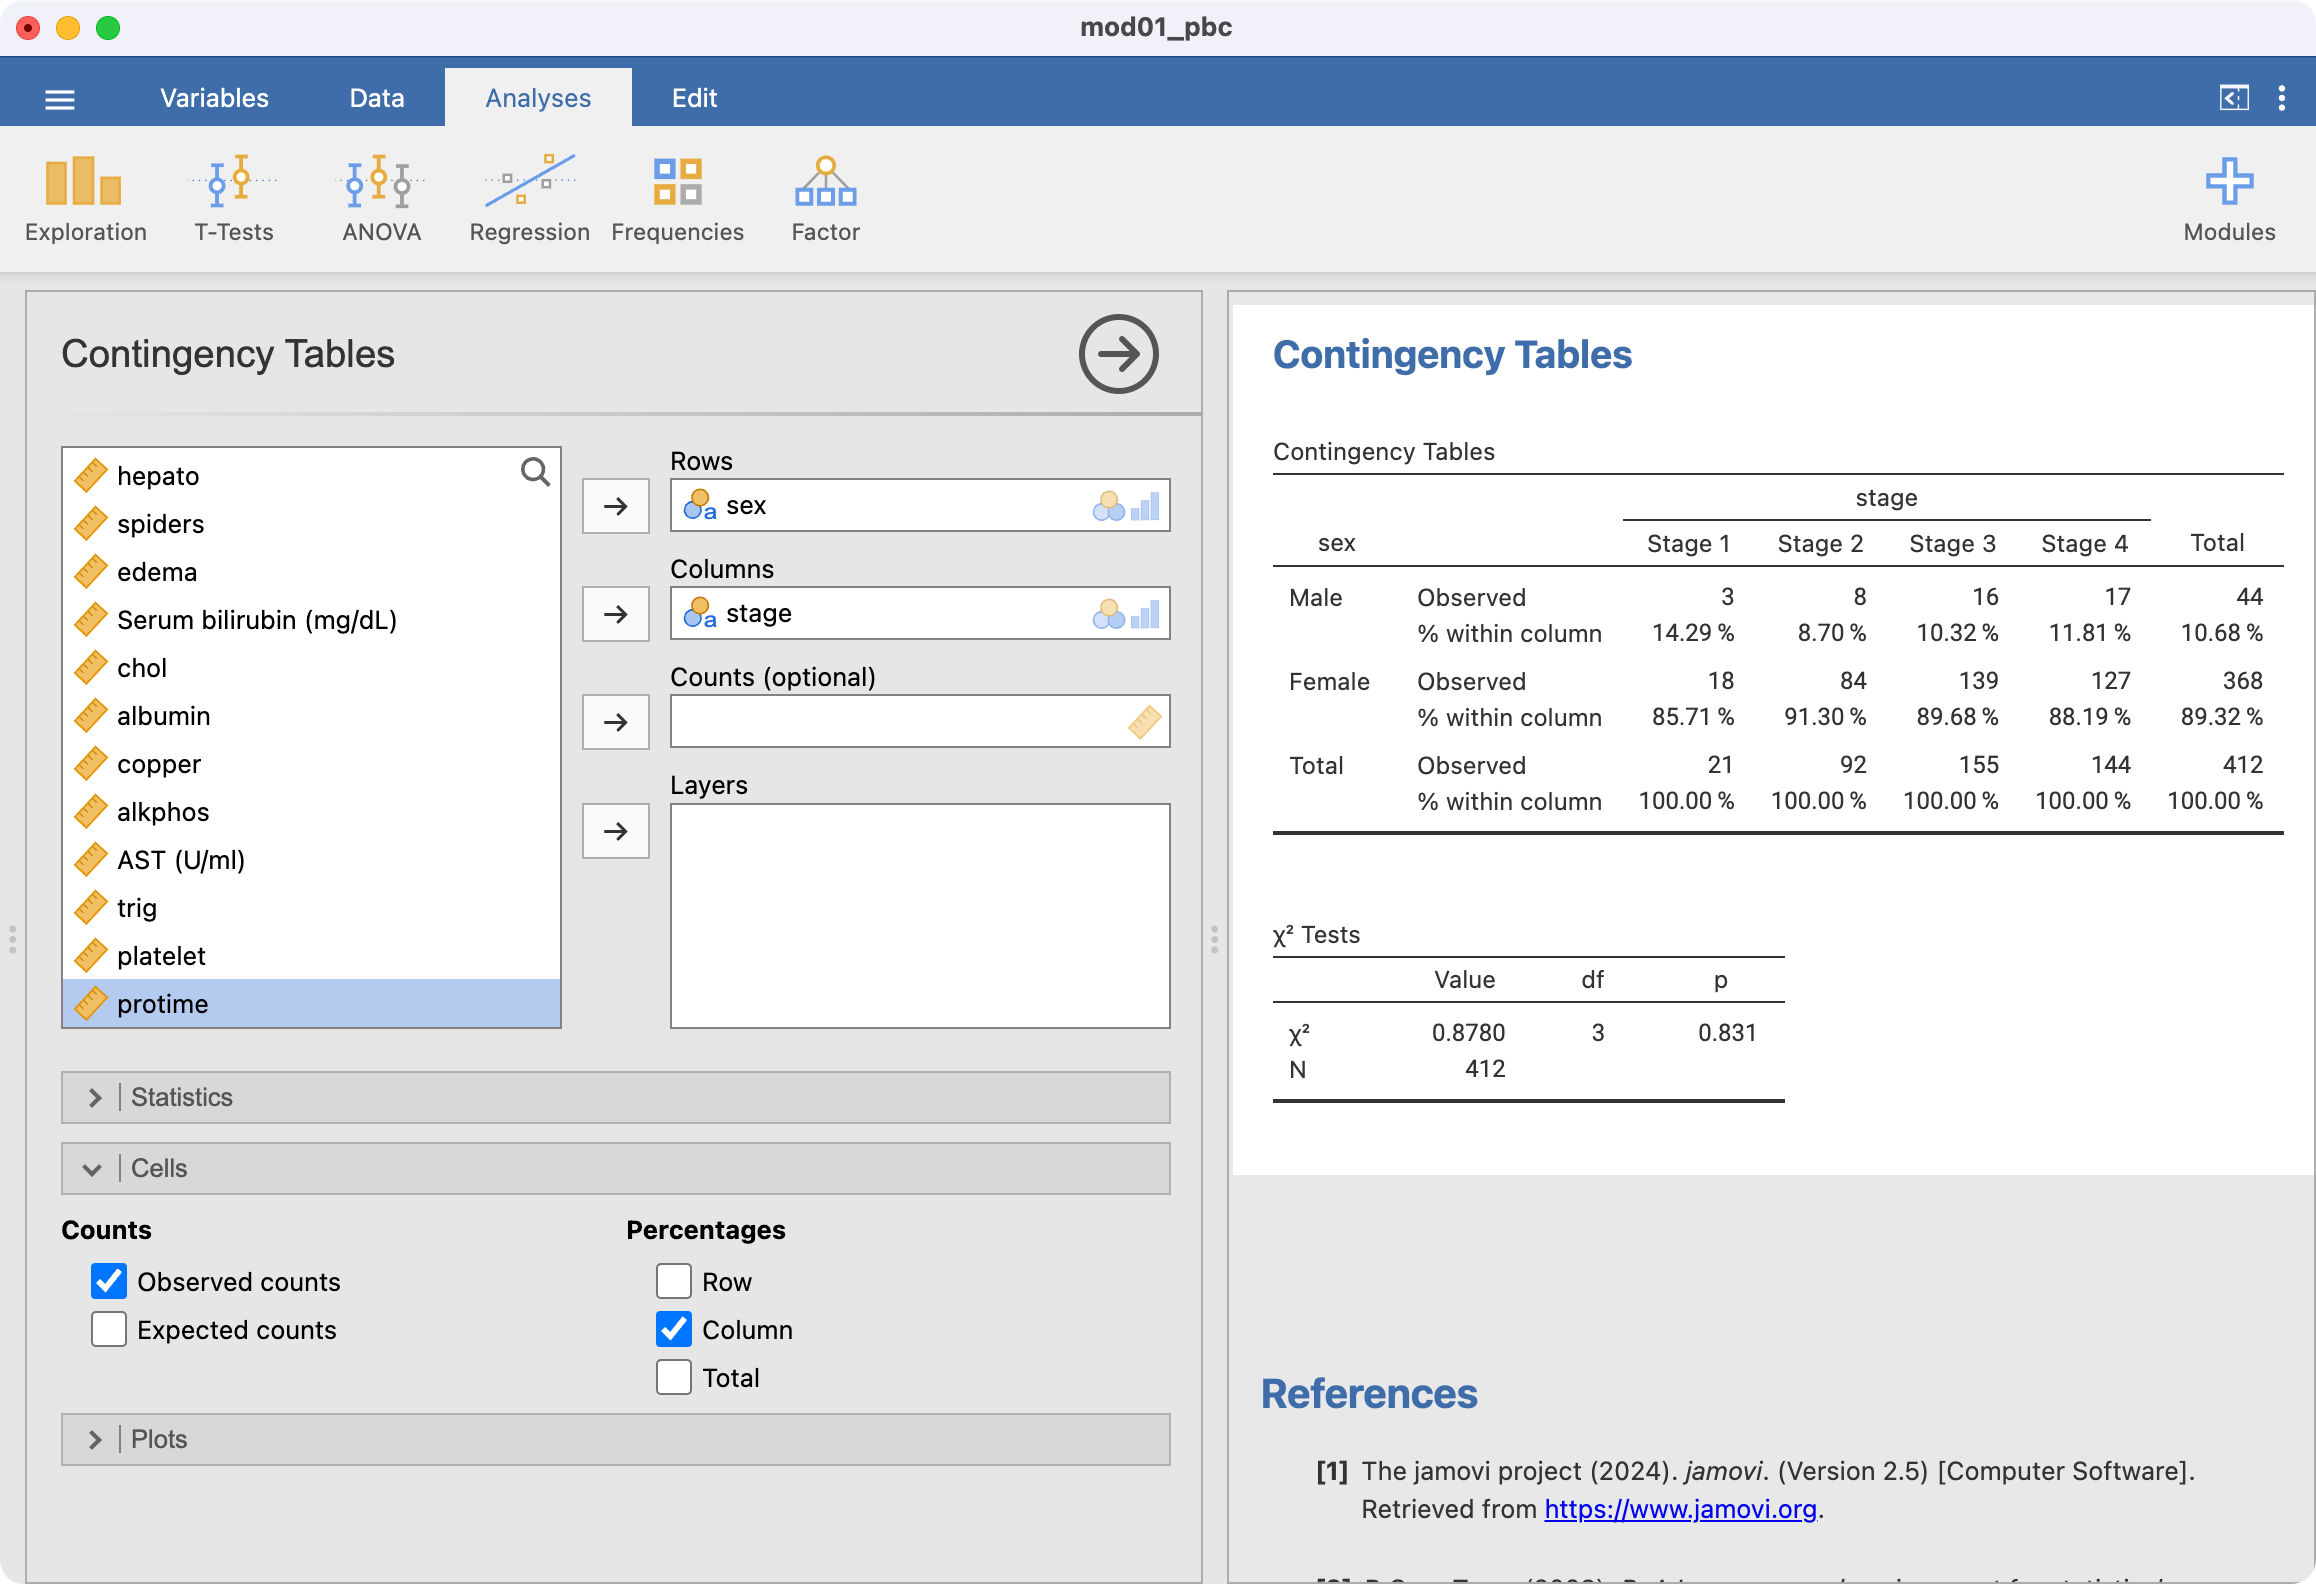 mod01_pbc
Variables Data Analyses Edit
Exploration T-Tests ANOVA Regression Frequencies Factor Modules
Contingency Tables
hepato
spiders
edema
Serum bilirubin (mg/dL)
chol
albumin
copper
alkphos
AST (U/ml)
trig
platelet
protime
Rows
a sex
Columns
a stage
Counts (optional)
Layers
Statistics
Cells
Counts
Observed counts
Expected counts
Percentages
Row
Column
Total
Plots
Contingency Tables
Contingency Tables
stage
sex Stage 1 Stage 2 Stage 3 Stage 4 Total
Male Observed 3 8 16 17 44
% within column 14.29 % 8.70 % 10.32 % 11.81 % 10.68 %
Female Observed 18 84 139 127 368
% within column 85.71 % 91.30 % 89.68 % 88.19 % 89.32 %
Total Observed 21 92 155 144 412
% within column 100.00 % 100.00 % 100.00 % 100.00 % 100.00 %
χ² Tests
Value df p
χ² 0.8780 3 0.831
N 412
References
[1] The jamovi project (2024). jamovi. (Version 2.5) [Computer Software].
Retrieved from https://www.jamovi.org.